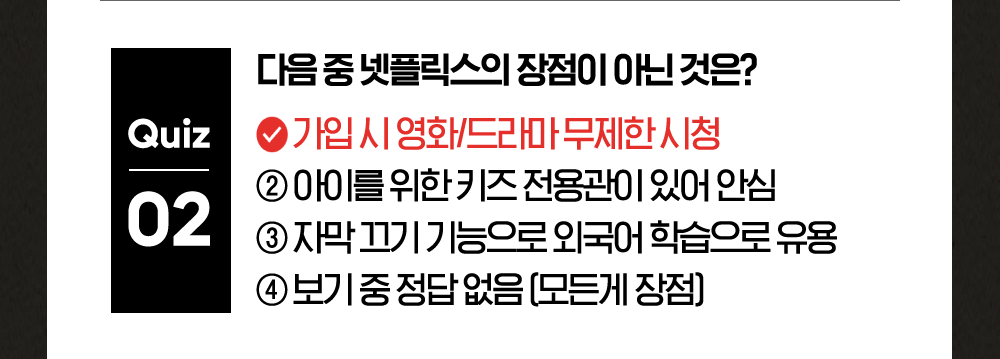 Quiz
02
다음 중 넷플릭스의 장점이 아닌 것은?
가입 시 영화/드라마 무제한 시청
② 아이를 위한 키즈 전용관이 있어 안심
③ 자막 끄기 기능으로 외국어 학습으로 유용
④ 보기 중 정답 없음 (모든게 장점)